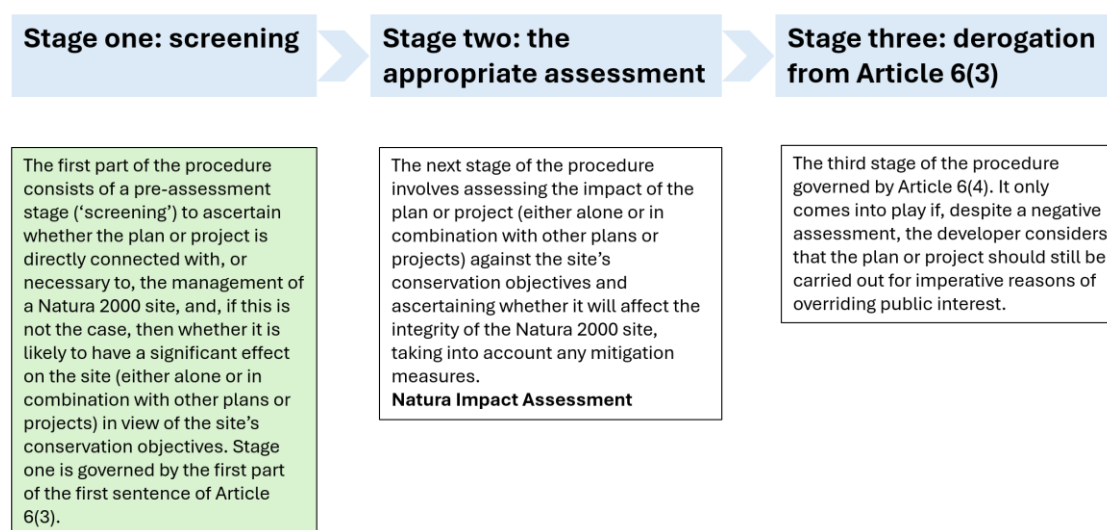 Stage one: screening
Stage two: the
appropriate assessment
Stage three: derogation
from Article 6(3)
The first part of the procedure
consists of a pre-assessment
stage (‘screening’) to ascertain
whether the plan or project is
directly connected with, or
necessary to, the management of
a Natura 2000 site, and, if this is
not the case, then whether it is
likely to have a significant effect
on the site (either alone or in
combination with other plans or
projects) in view of the site’s
conservation objectives. Stage
one is governed by the first part
of the first sentence of Article
6(3).
The next stage of the procedure
involves assessing the impact of the
plan or project (either alone or in
combination with other plans or
projects) against the site’s
conservation objectives and
ascertaining whether it will affect the
integrity of the Natura 2000 site,
taking into account any mitigation
measures.
Natura Impact Assessment
The third stage of the procedure
governed by Article 6(4). It only
comes into play if, despite a negative
assessment, the developer considers
that the plan or project should still be
carried out for imperative reasons of
overriding public interest.